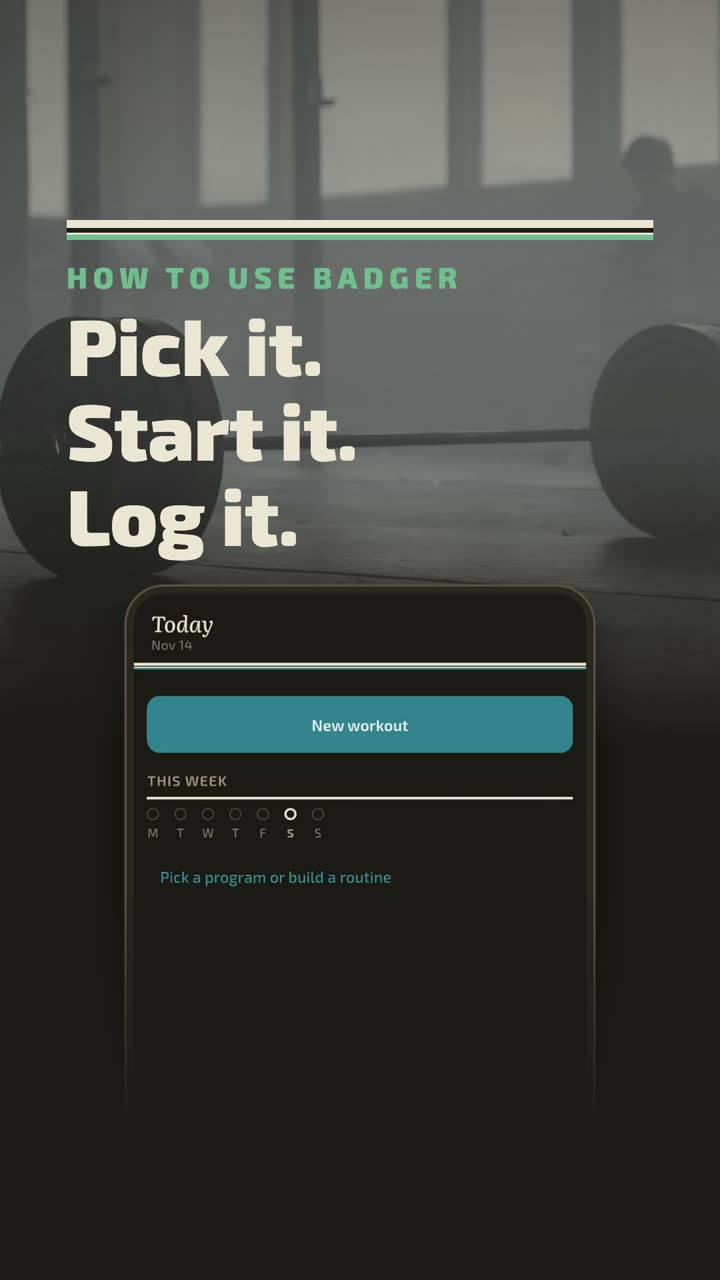 HOW TO USE BADGER
Pick it.
Start it.
Log it.
Today
Nov 14
New workout
THIS WEEK
M T W T F S S
Pick a program or build a routine